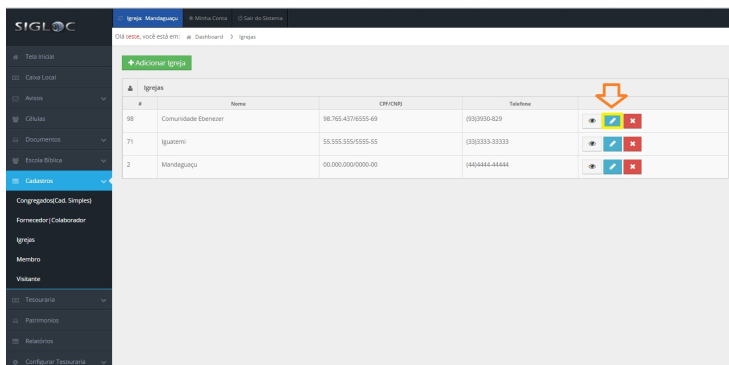 SIGLOC
Igreja: Mandaguaçu
Minha Conta
Sair do Sistema
Olá teste, você está em: Dashboard > Igrejas
Tela Inicial
Caixa Local
Avisos
Células
Documentos
Escola Bíblica
Cadastros
Congregados(Cad. Simples)
Fornecedor|Colaborador
Igrejas
Membro
Visitante
Tesouraria
Patrimonios
Relatórios
Configurar Tesouraria
+ Adicionar Igreja
Igrejas
# Nome CPF/CNPJ Telefone
98 Comunidade Ebenezer 98.765.437/6555-69 (93)3930-829
71 Iguatemi 55.555.555/5555-55 (33)3333-33333
2 Mandaguaçu 00.000.000/0000-00 (44)4444-44444